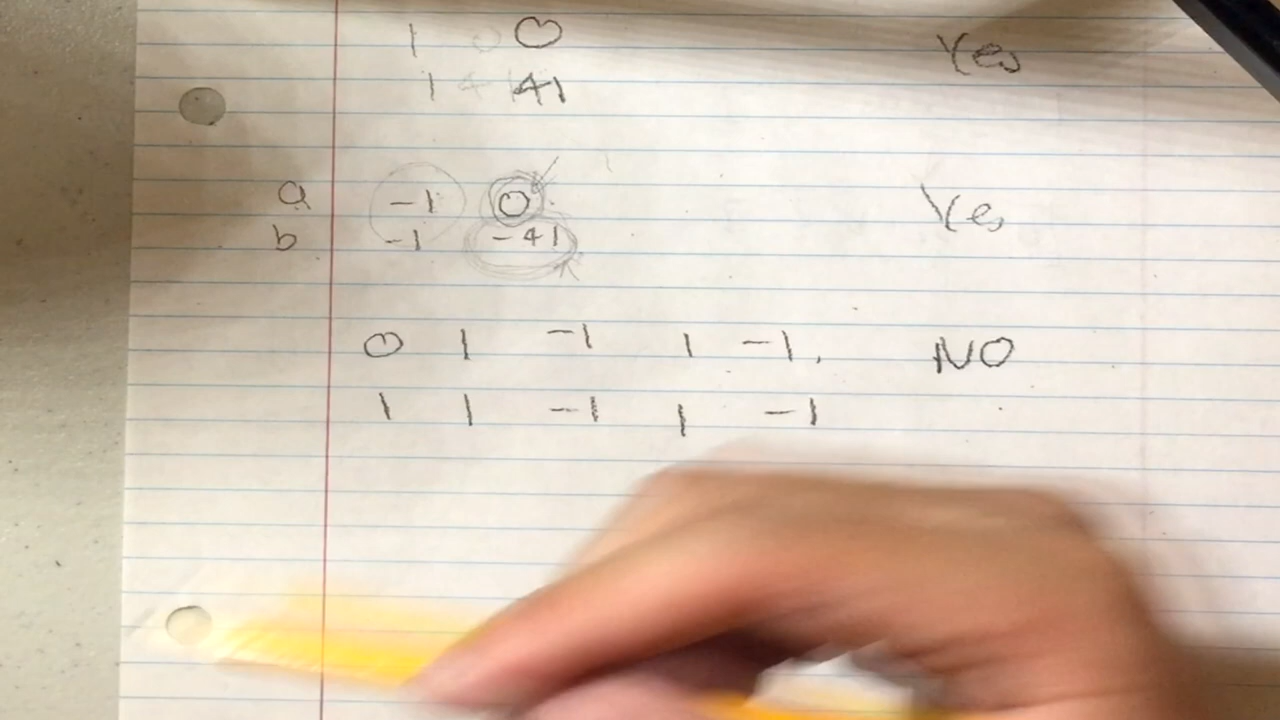 1 0 Yes
1 41
a -1 0 Yes
b -1 -41
0 1 -1 1 -1, NO
1 1 -1 1 -1